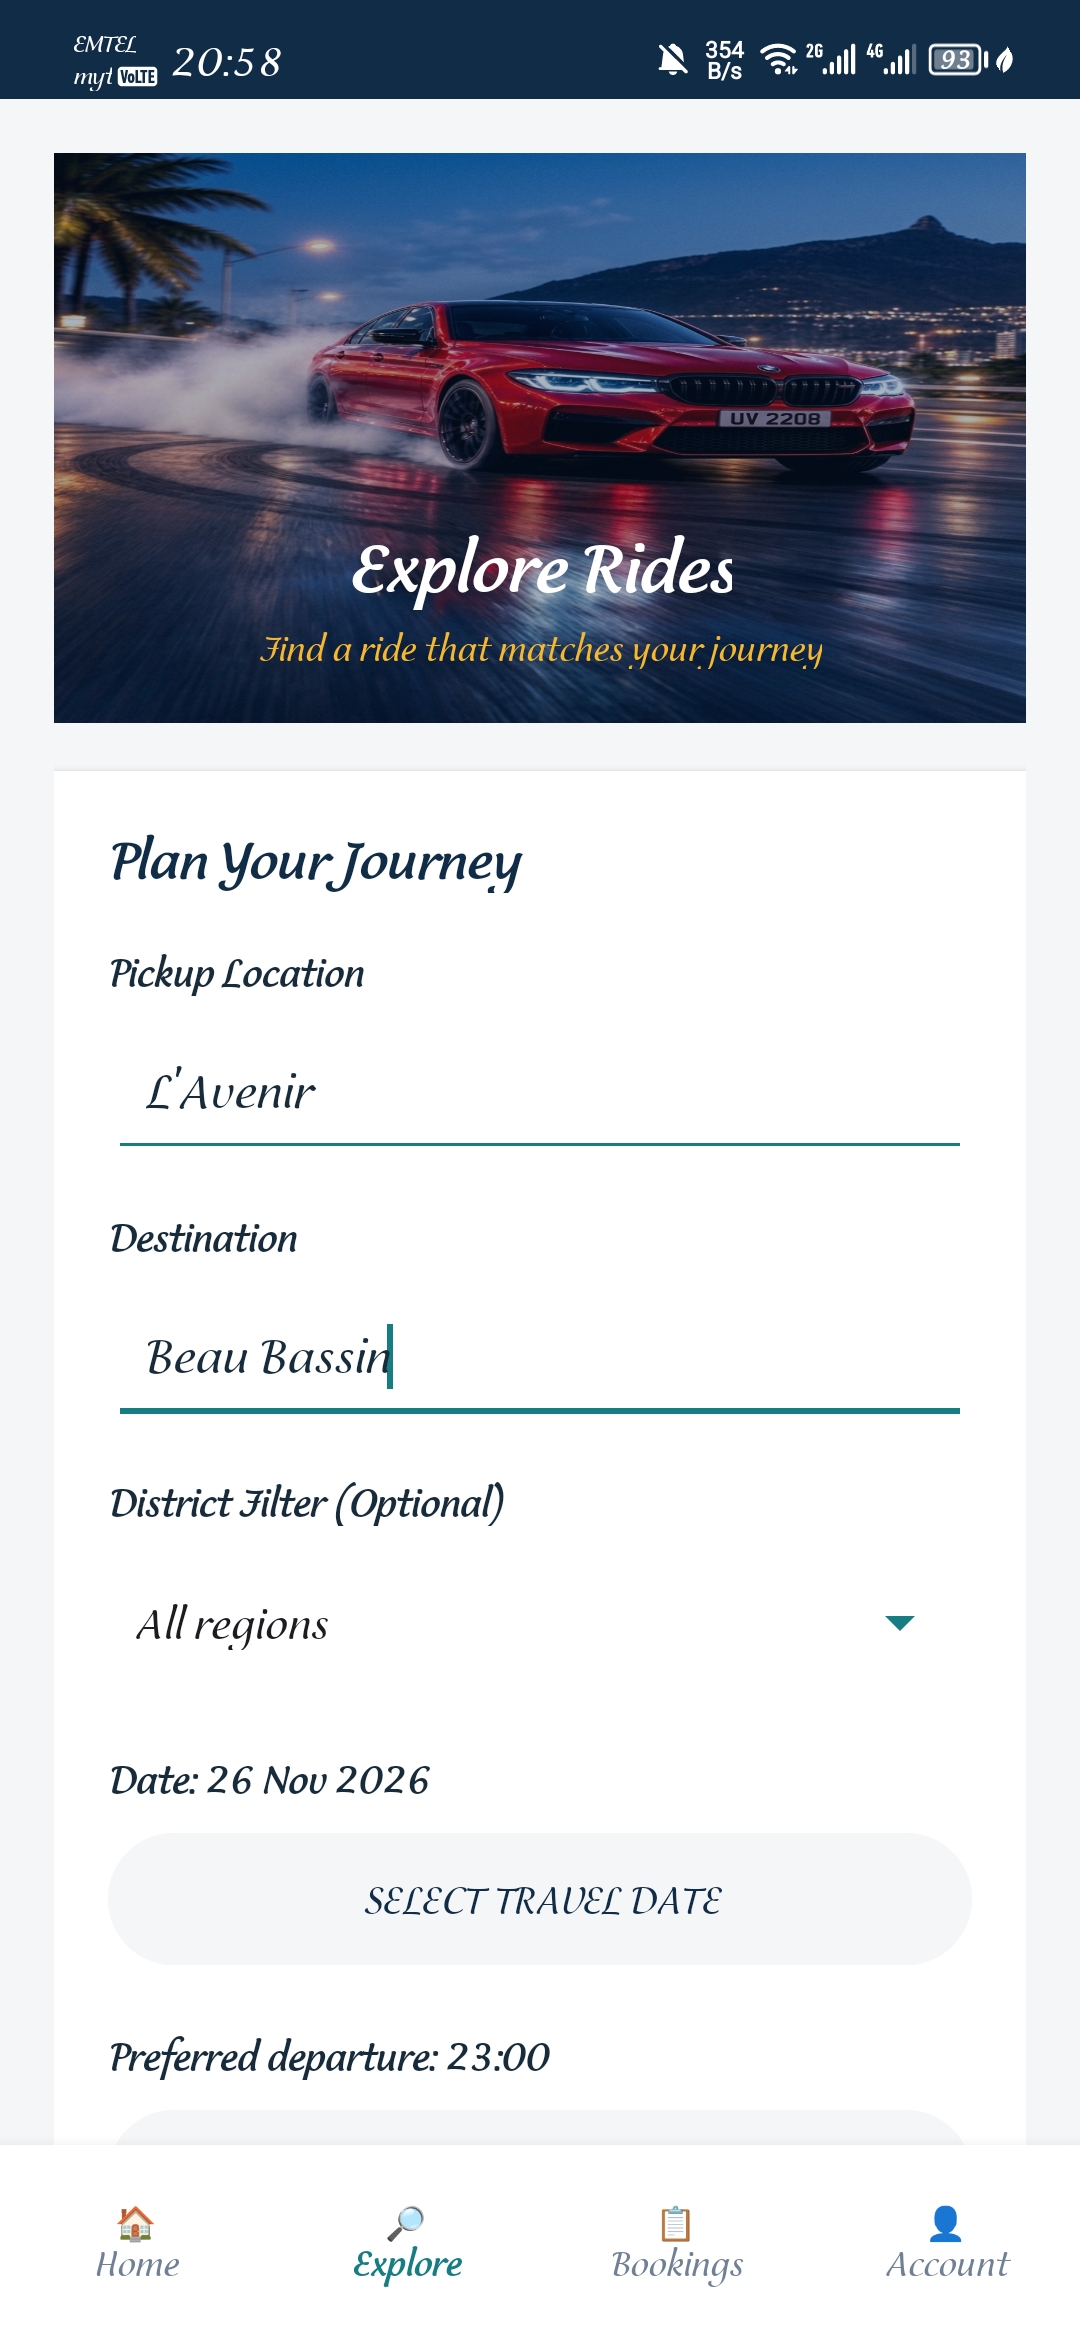 EMTEL
myt VoLTE
20:58
354
B/s
2G
4G
93
UV 2208
Explore Rides
Find a ride that matches your journey
Plan Your Journey
Pickup Location
L'Avenir
Destination
Beau Bassin
District Filter (Optional)
All regions
Date: 26 Nov 2026
SELECT TRAVEL DATE
Preferred departure: 23:00
Home
Explore
Bookings
Account